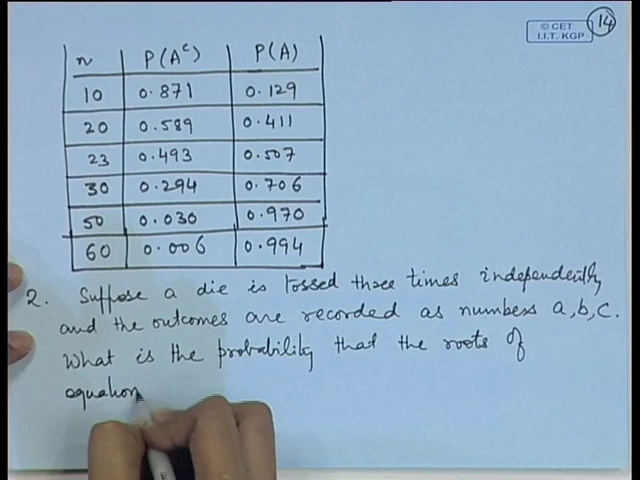 © CET
I.I.T. KGP
14
n P(Aᶜ) P(A)
10 0.871 0.129
20 0.589 0.411
23 0.493 0.507
30 0.294 0.706
50 0.030 0.970
60 0.006 0.994
2. Suppose a die is tossed three times independently
and the outcomes are recorded as numbers a,b,c.
What is the probability that the roots of
equation